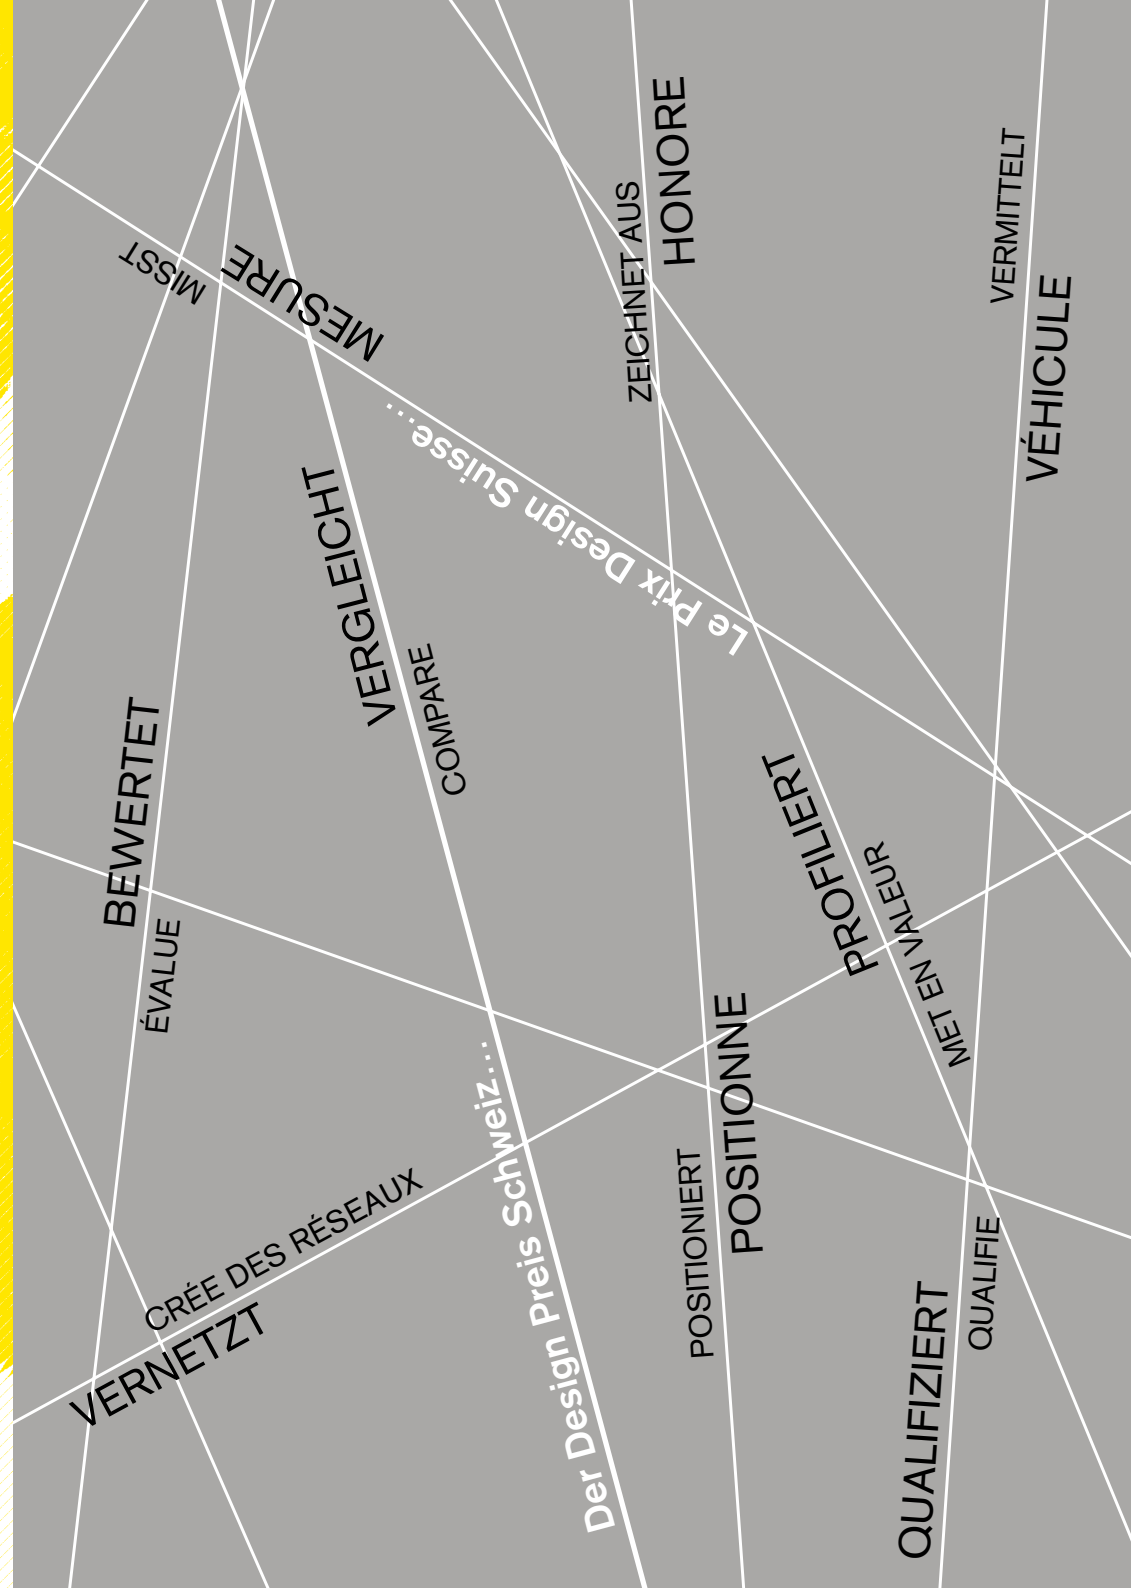 MISST
MESURE
ZEICHNET AUS
HONORE
VERMITTELT
VÉHICULE
VERGLEICHT
COMPARE
Le Prix Design Suisse…
BEWERTET
ÉVALUE
PROFILIERT
MET EN VALEUR
POSITIONIERT
POSITIONNE
Der Design Preis Schweiz…
CRÉE DES RÉSEAUX
VERNETZT
QUALIFIZIERT
QUALIFIE